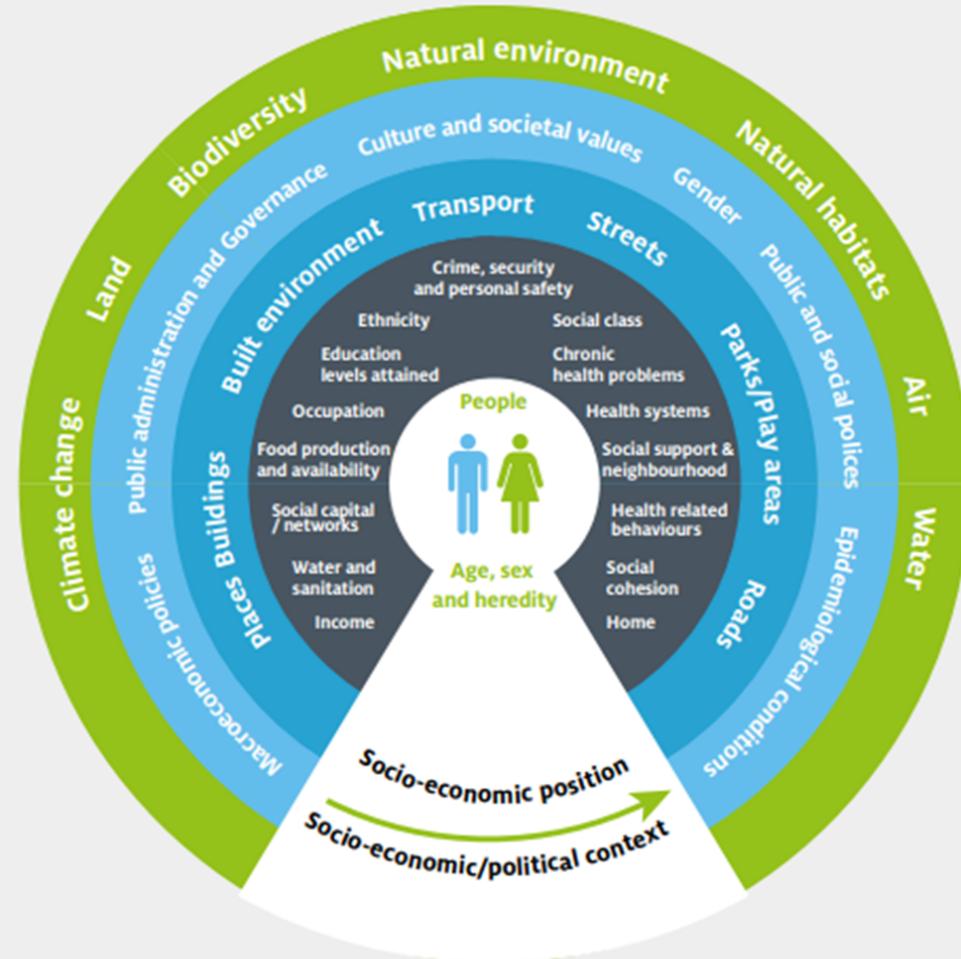 Natural environment
Biodiversity
Natural habitats
Land
Air
Climate change
Water
Culture and societal values
Public administration and Governance
Gender
Public and social polices
Macroeconomic policies
Epidemiological conditions
Transport
Built environment
Streets
Parks/Play areas
Places Buildings
Roads
Crime, security
and personal safety
Ethnicity
Social class
Education
levels attained
Chronic
health problems
Occupation
Health systems
Food production
and availability
Social support &
neighbourhood
Social capital
/ networks
Health related
behaviours
Water and
sanitation
Social
cohesion
Income
Home
People
Age, sex
and heredity
Socio-economic position
Socio-economic/political context